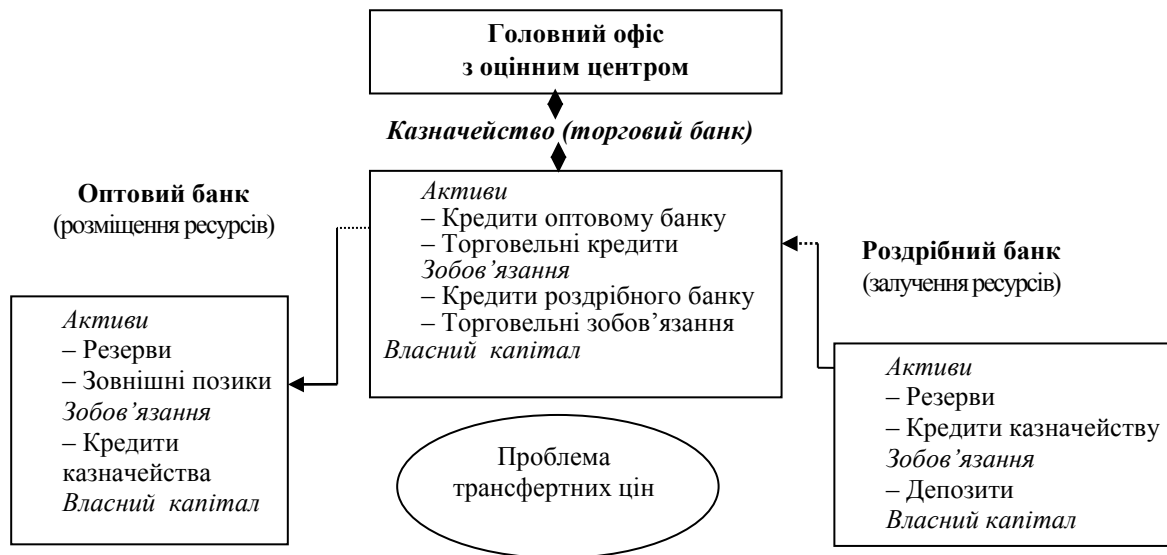 Головний офіс
з оцінним центром
Казначейство (торговий банк)
Оптовий банк
(розміщення ресурсів)
Активи
– Кредити оптовому банку
– Торговельні кредити
Зобов’язання
– Кредити роздрібного банку
– Торговельні зобов’язання
Власний капітал
Роздрібний банк
(залучення ресурсів)
Активи
– Резерви
– Зовнішні позики
Зобов’язання
– Кредити
казначейства
Власний капітал
Проблема
трансфертних цін
Активи
– Резерви
– Кредити казначейству
Зобов’язання
– Депозити
Власний капітал